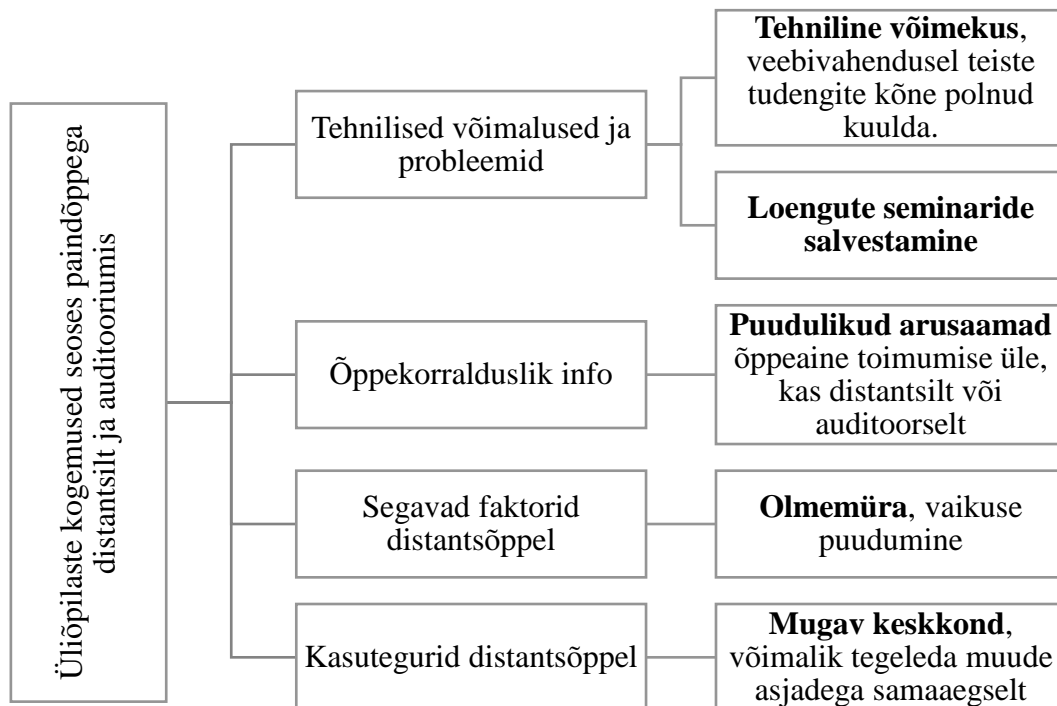 Üliõpilaste kogemused seoses paindõppega
distantsilt ja auditooriumis
Tehnilised võimalused ja
probleemid
Tehniline võimekus,
veebivahendusel teiste
tudengite kõne polnud
kuulda.
Loengute seminaride
salvestamine
Õppekorralduslik info
Puudulikud arusaamad
õppeaine toimumise üle,
kas distantsilt või
auditoorselt
Segavad faktorid
distantsõppel
Olmemüra, vaikuse
puudumine
Kasutegurid distantsõppel
Mugav keskkond,
võimalik tegeleda muude
asjadega samaaegselt